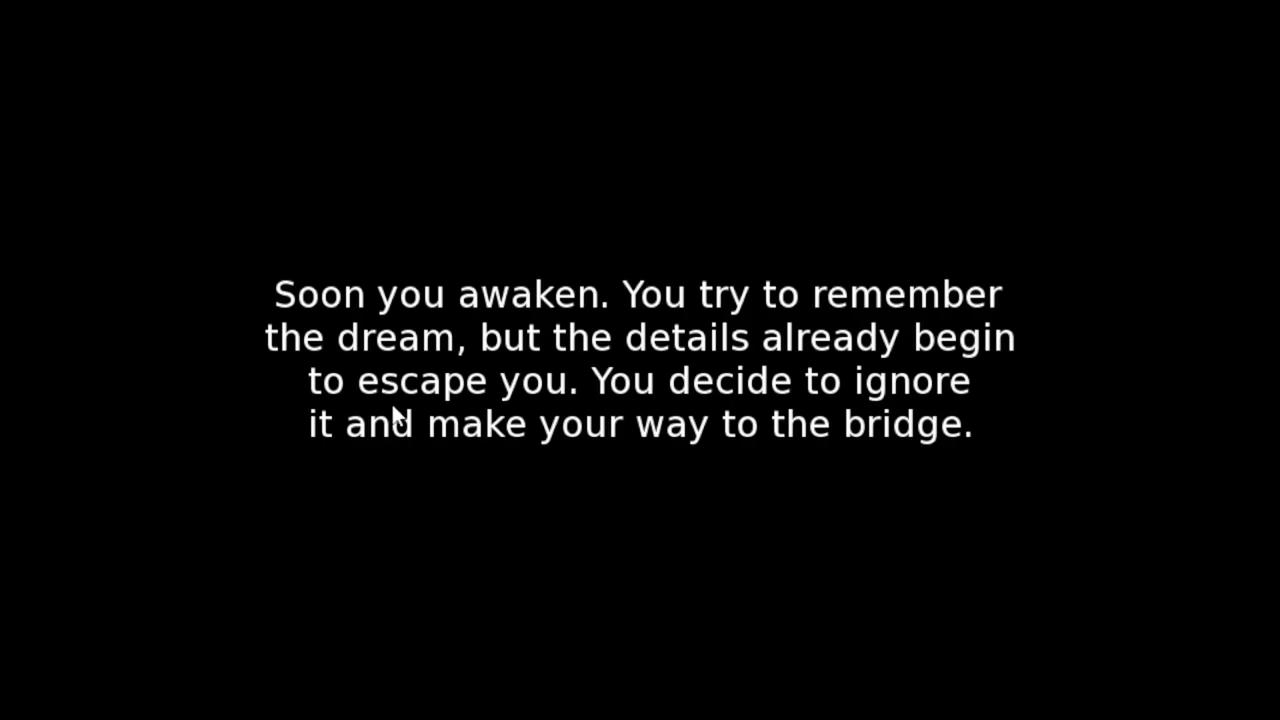 Soon you awaken. You try to remember
the dream, but the details already begin
to escape you. You decide to ignore
it and make your way to the bridge.